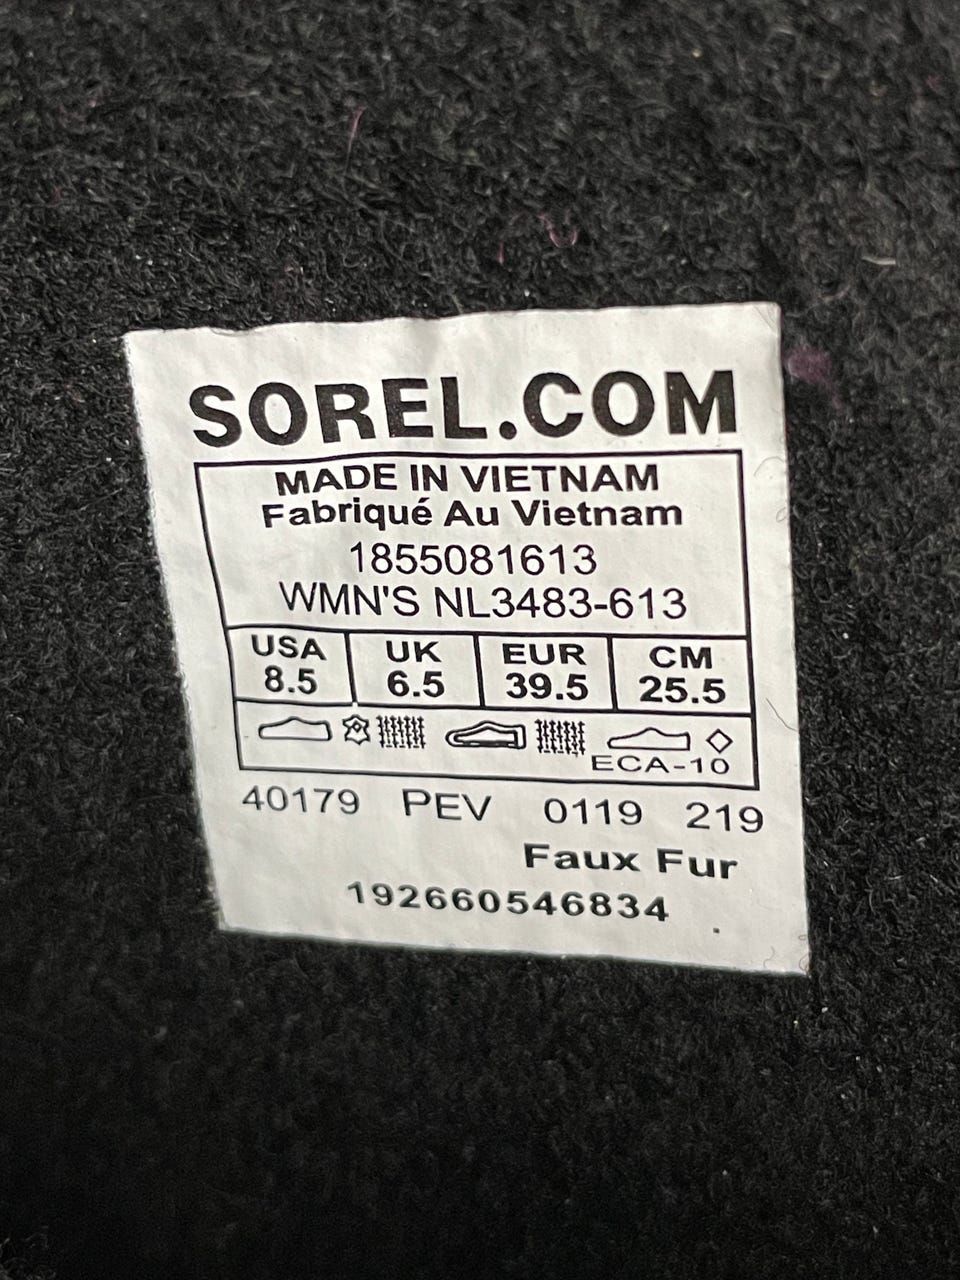 SOREL.COM
MADE IN VIETNAM
Fabriqué Au Vietnam
1855081613
WMN'S NL3483-613
USA UK EUR CM
8.5 6.5 39.5 25.5
ECA-10
40179 PEV 0119 219
Faux Fur
192660546834